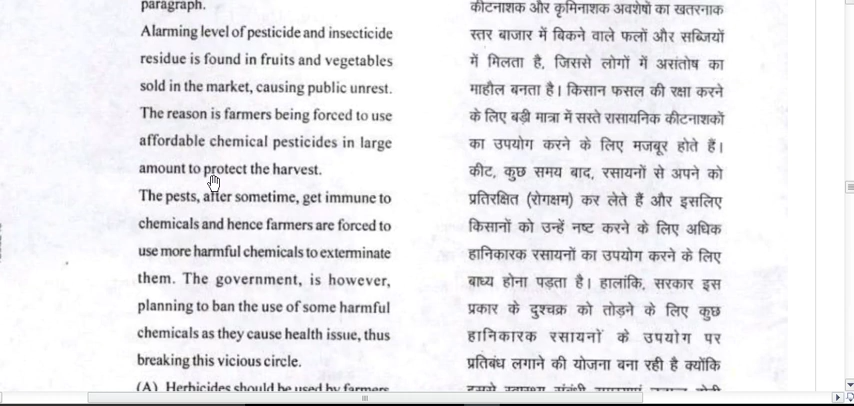 paragraph.
Alarming level of pesticide and insecticide
residue is found in fruits and vegetables
sold in the market, causing public unrest.
The reason is farmers being forced to use
affordable chemical pesticides in large
amount to protect the harvest.
The pests, after sometime, get immune to
chemicals and hence farmers are forced to
use more harmful chemicals to exterminate
them. The government, is however,
planning to ban the use of some harmful
chemicals as they cause health issue, thus
breaking this vicious circle.
(A) Herbicides should be used by farmers
कीटनाशक और कृमिनाशक अवशेषों का खतरनाक
स्तर बाजार में बिकने वाले फलों और सब्जियों
में मिलता है, जिससे लोगों में असंतोष का
माहौल बनता है। किसान फसल की रक्षा करने
के लिए बड़ी मात्रा में सस्ते रासायनिक कीटनाशकों
का उपयोग करने के लिए मजबूर होते हैं।
कीट, कुछ समय बाद, रसायनों से अपने को
प्रतिरक्षित (रोगक्षम) कर लेते हैं और इसलिए
किसानों को उन्हें नष्ट करने के लिए अधिक
हानिकारक रसायनों का उपयोग करने के लिए
बाध्य होना पड़ता है। हालांकि, सरकार इस
प्रकार के दुश्चक्र को तोड़ने के लिए कुछ
हानिकारक रसायनों के उपयोग पर
प्रतिबंध लगाने की योजना बना रही है क्योंकि